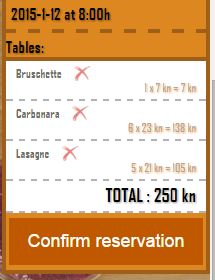 2015-1-12 at 8:00h
Tables:
Bruschette
1 x 7 kn = 7 kn
Carbonara
6 x 23 kn = 138 kn
Lasagne
5 x 21 kn = 105 kn
TOTAL : 250 kn
Confirm reservation